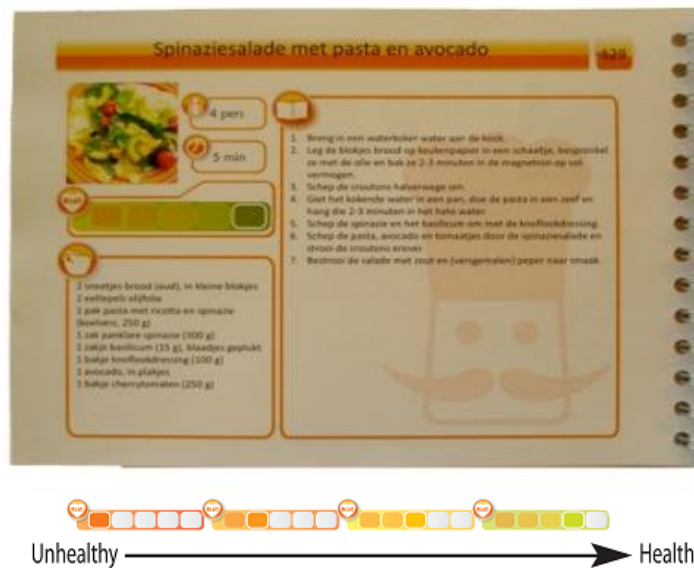 Spinaziesalade met pasta en avocado
129
4 pers
5 min
1. Breng in een waterkoker water aan de kook.
2. Leg de blokjes brood op keukenpapier in een schaaltje, besprenkel
ze met de olie en bak ze 2-3 minuten in de magnetron op vol
vermogen.
3. Schep de croutons halverwege om.
4. Giet het kokende water in een pan, doe de pasta in een zeef en
hang die 2-3 minuten in het hete water.
5. Schep de spinazie en het basilicum om met de knoflookdressing.
6. Schep de pasta, avocado en tomaatjes door de spinaziesalade en
strooi de croutons erover
7. Bestrooi de salade met zout en (versgemalen) peper naar smaak.
sneetjes brood (oud), in kleine blokjes
2 eetlepels olijfolie
1 pak pasta met ricotta en spinazie
(koelvers, 250 g)
1 zak panklare spinazie (300 g)
1 zakje basilicum (15 g), blaadjes geplukt
1 bakje knoflookdressing (100 g)
1 avocado, in plakjes
1 bakje cherrytomaten (250 g)
Unhealthy
Health